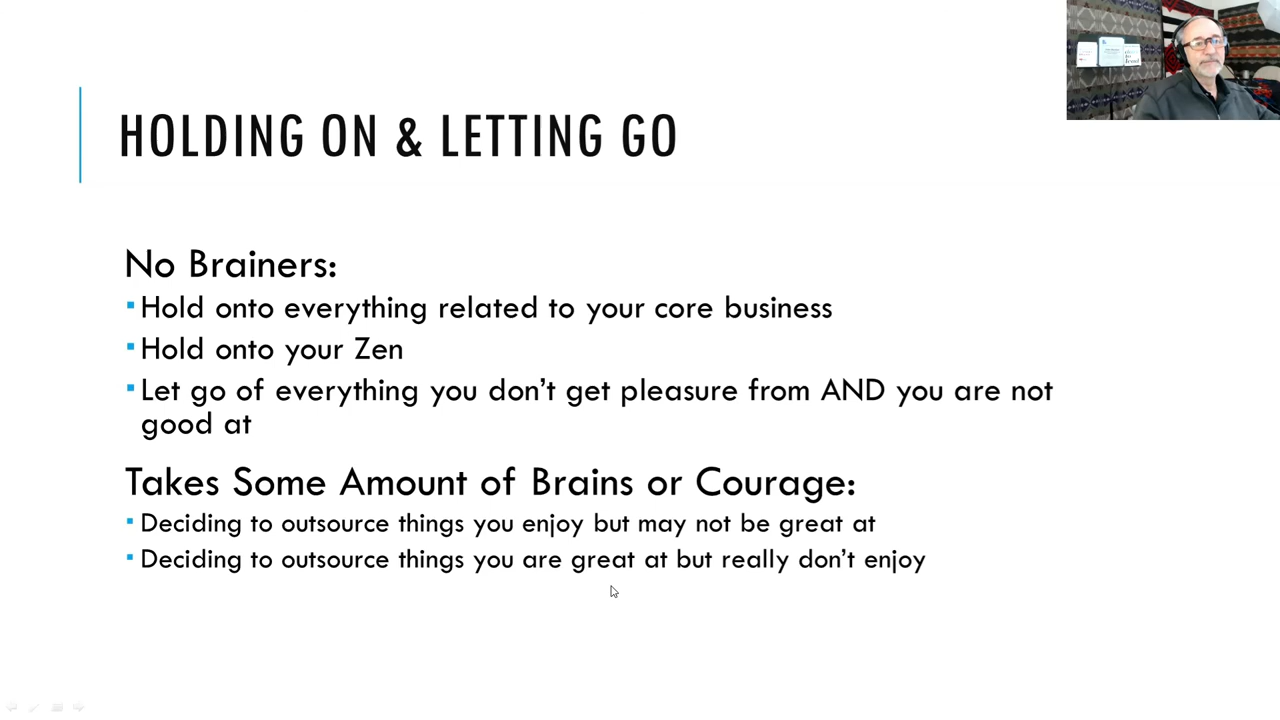 HOLDING ON & LETTING GO
No Brainers:
Hold onto everything related to your core business
Hold onto your Zen
Let go of everything you don't get pleasure from AND you are not
good at
Takes Some Amount of Brains or Courage:
Deciding to outsource things you enjoy but may not be great at
Deciding to outsource things you are great at but really don't enjoy